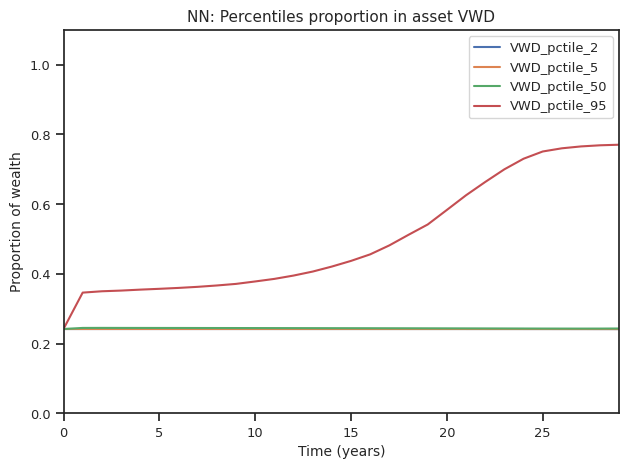 NN: Percentiles proportion in asset VWD
VWD_pctile_2
VWD_pctile_5
VWD_pctile_50
VWD_pctile_95
Proportion of wealth
1.0
0.8
0.6
0.4
0.2
0.0
0 5 10 15 20 25
Time (years)